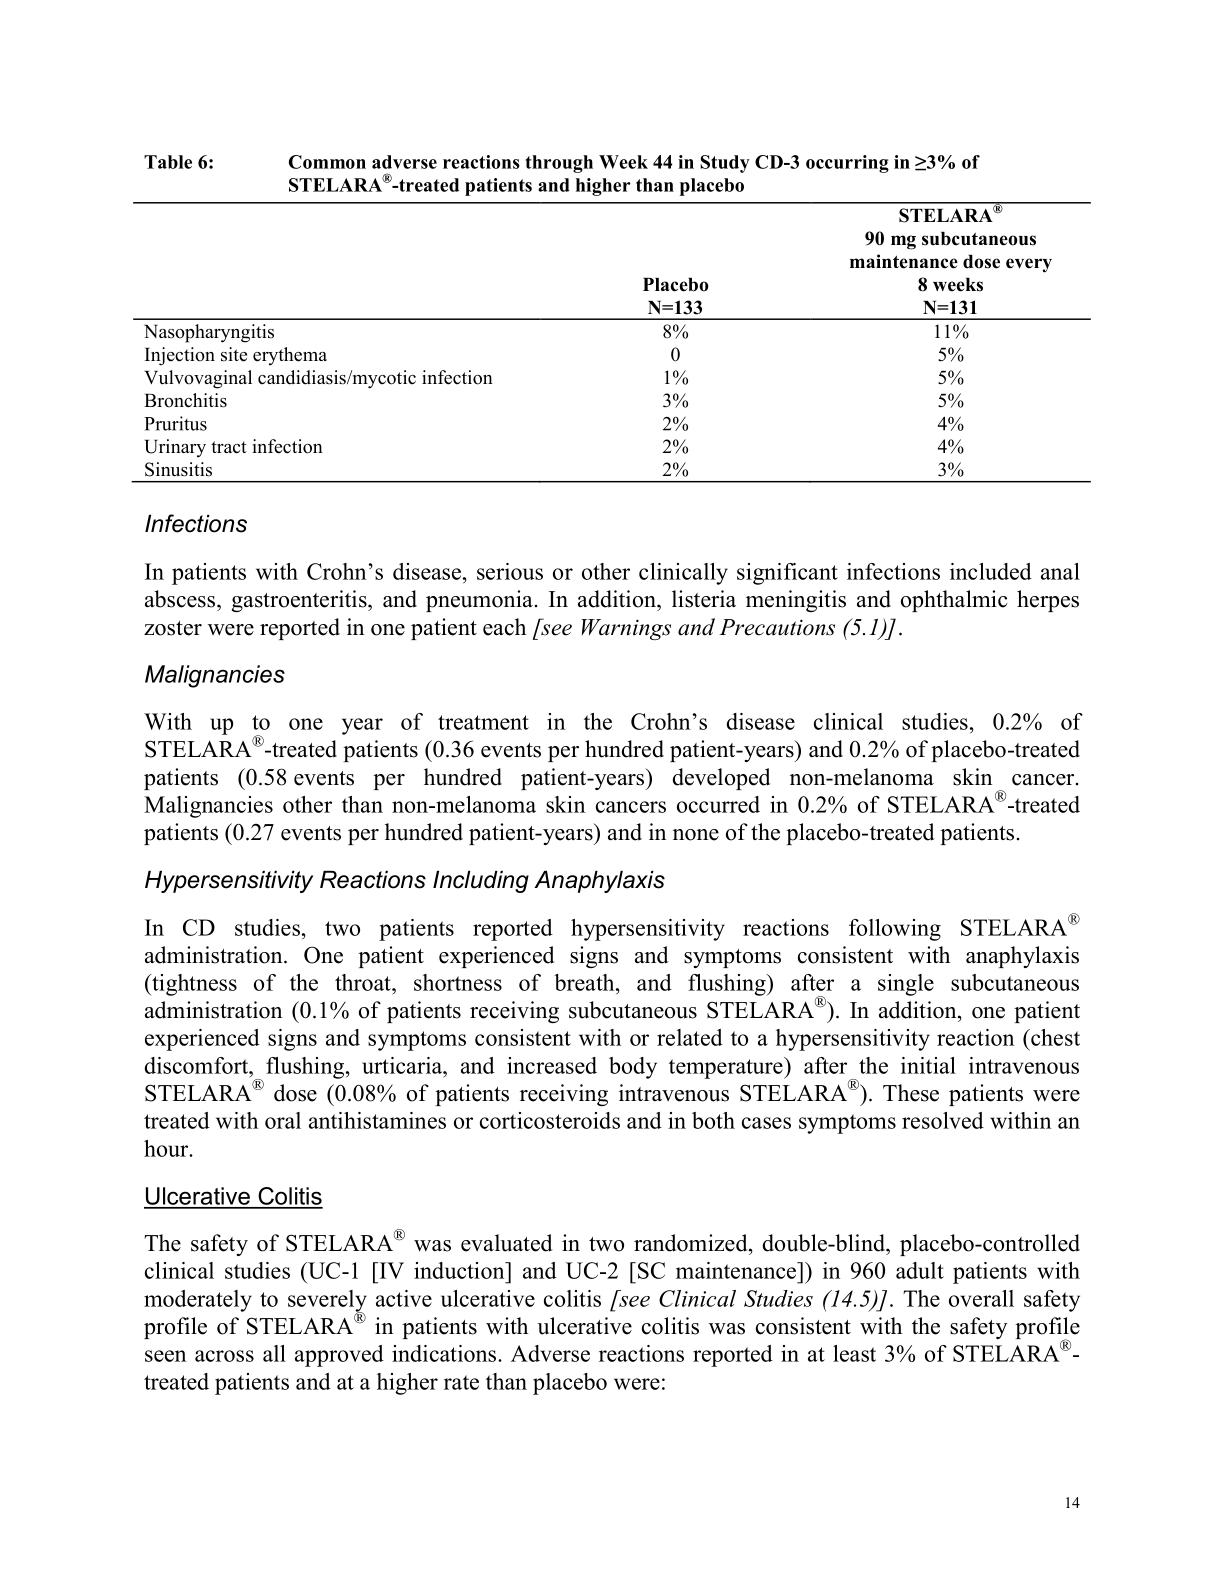 Table 6: Common adverse reactions through Week 44 in Study CD-3 occurring in ≥3% of
STELARA®-treated patients and higher than placebo
STELARA®
90 mg subcutaneous
maintenance dose every
Placebo 8 weeks
N=133 N=131
Nasopharyngitis 8% 11%
Injection site erythema 0 5%
Vulvovaginal candidiasis/mycotic infection 1% 5%
Bronchitis 3% 5%
Pruritus 2% 4%
Urinary tract infection 2% 4%
Sinusitis 2% 3%
Infections
In patients with Crohn's disease, serious or other clinically significant infections included anal
abscess, gastroenteritis, and pneumonia. In addition, listeria meningitis and ophthalmic herpes
zoster were reported in one patient each [see Warnings and Precautions (5.1)].
Malignancies
With up to one year of treatment in the Crohn's disease clinical studies, 0.2% of
STELARA®-treated patients (0.36 events per hundred patient-years) and 0.2% of placebo-treated
patients (0.58 events per hundred patient-years) developed non-melanoma skin cancer.
Malignancies other than non-melanoma skin cancers occurred in 0.2% of STELARA®-treated
patients (0.27 events per hundred patient-years) and in none of the placebo-treated patients.
Hypersensitivity Reactions Including Anaphylaxis
In CD studies, two patients reported hypersensitivity reactions following STELARA®
administration. One patient experienced signs and symptoms consistent with anaphylaxis
(tightness of the throat, shortness of breath, and flushing) after a single subcutaneous
administration (0.1% of patients receiving subcutaneous STELARA®). In addition, one patient
experienced signs and symptoms consistent with or related to a hypersensitivity reaction (chest
discomfort, flushing, urticaria, and increased body temperature) after the initial intravenous
STELARA® dose (0.08% of patients receiving intravenous STELARA®). These patients were
treated with oral antihistamines or corticosteroids and in both cases symptoms resolved within an
hour.
Ulcerative Colitis
The safety of STELARA® was evaluated in two randomized, double-blind, placebo-controlled
clinical studies (UC-1 [IV induction] and UC-2 [SC maintenance]) in 960 adult patients with
moderately to severely active ulcerative colitis [see Clinical Studies (14.5)]. The overall safety
profile of STELARA® in patients with ulcerative colitis was consistent with the safety profile
seen across all approved indications. Adverse reactions reported in at least 3% of STELARA®-
treated patients and at a higher rate than placebo were:
14